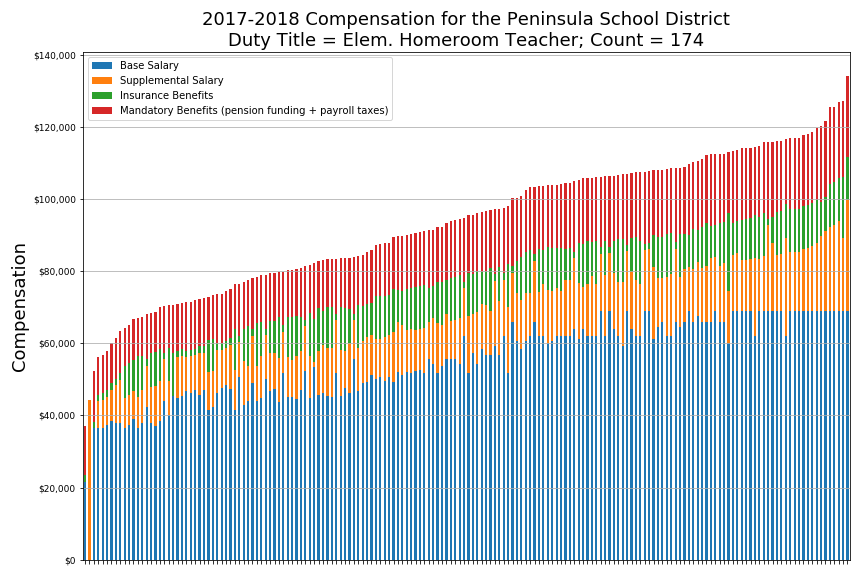 2017-2018 Compensation for the Peninsula School District
Duty Title = Elem. Homeroom Teacher; Count = 174
Base Salary
Supplemental Salary
Insurance Benefits
Mandatory Benefits (pension funding + payroll taxes)
Compensation
$140,000
$120,000
$100,000
$80,000
$60,000
$40,000
$20,000
$0